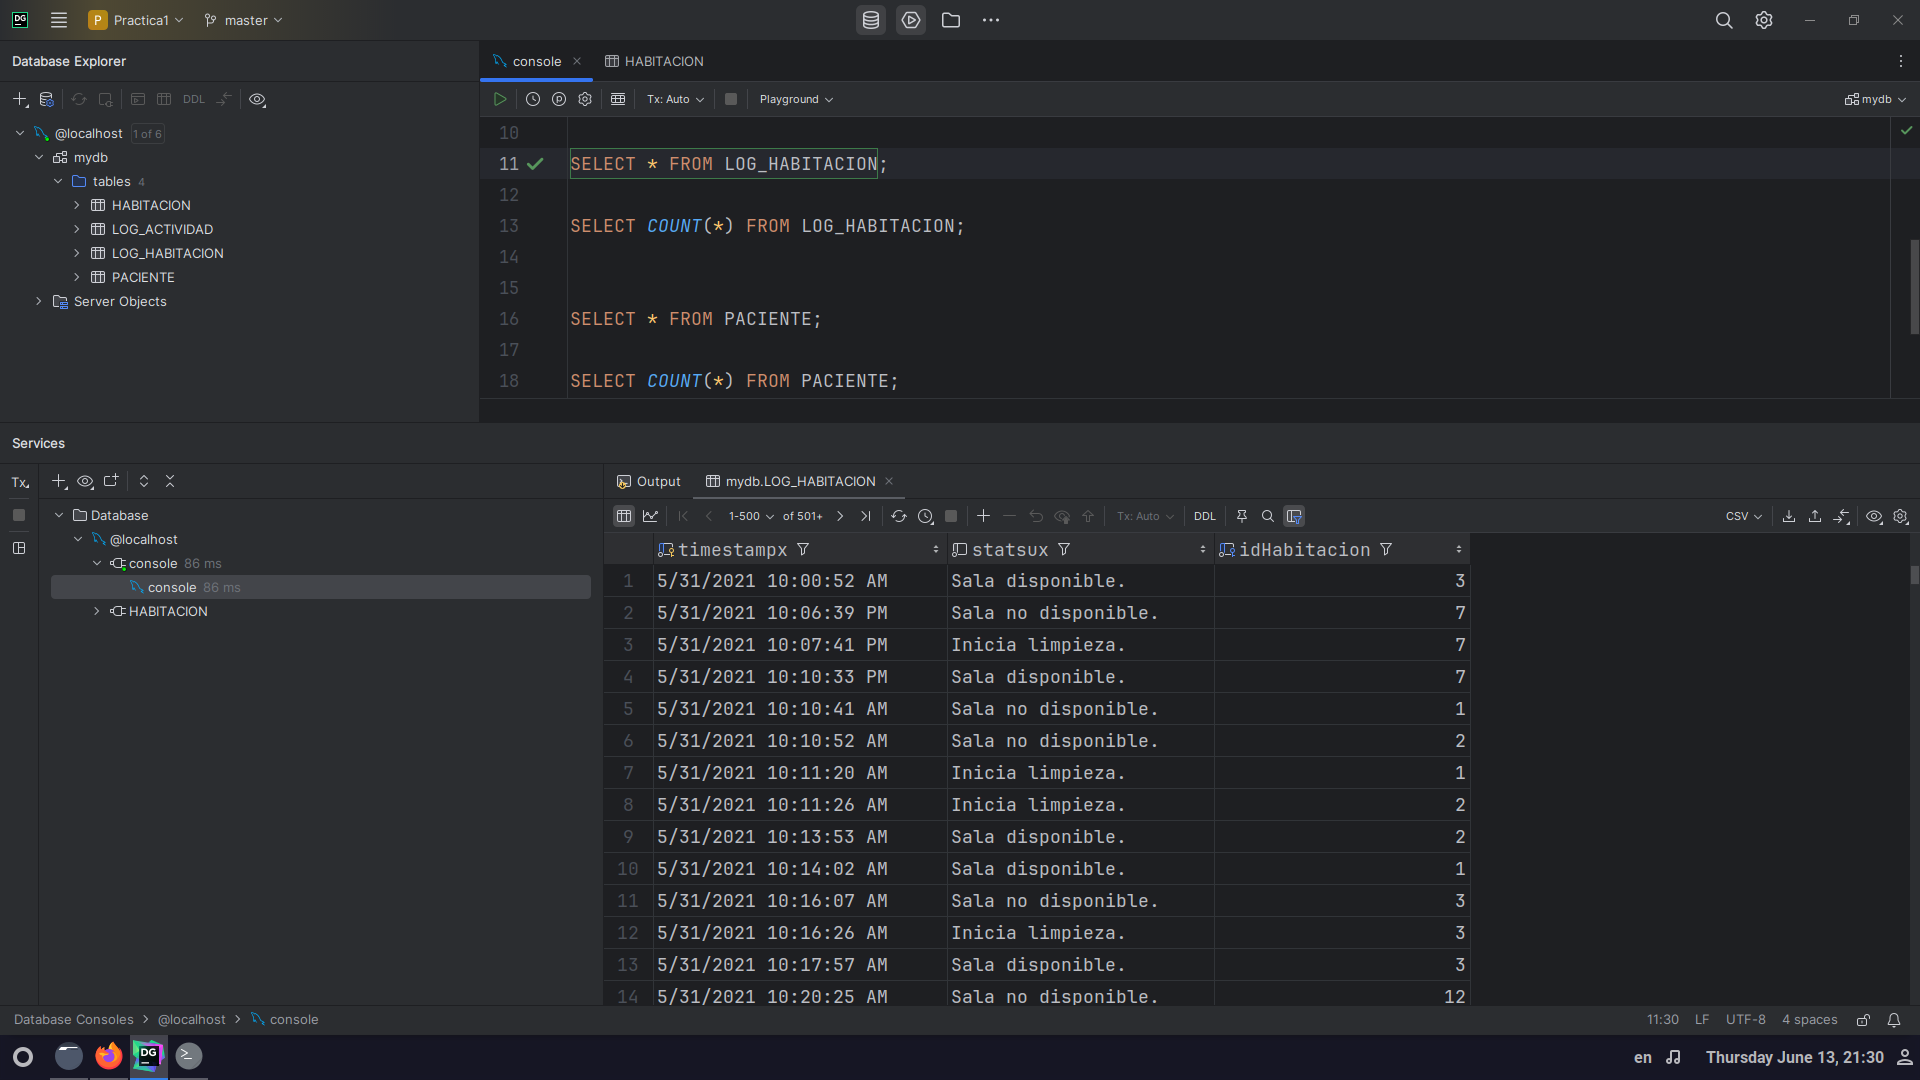 DG
P Practica1
master
Database Explorer
console
HABITACION
DDL
Tx: Auto
Playground
mydb
@localhost 1 of 6
mydb
tables 4
HABITACION
LOG_ACTIVIDAD
LOG_HABITACION
PACIENTE
Server Objects
10
11 SELECT * FROM LOG_HABITACION;
12
13 SELECT COUNT(*) FROM LOG_HABITACION;
14
15
16 SELECT * FROM PACIENTE;
17
18 SELECT COUNT(*) FROM PACIENTE;
Services
Tx
Database
@localhost
console 86 ms
console 86 ms
HABITACION
Output
mydb.LOG_HABITACION
1-500 of 501+
Tx: Auto
DDL
CSV
timestampx statsux idHabitacion
1 5/31/2021 10:00:52 AM Sala disponible. 3
2 5/31/2021 10:06:39 PM Sala no disponible. 7
3 5/31/2021 10:07:41 PM Inicia limpieza. 7
4 5/31/2021 10:10:33 PM Sala disponible. 7
5 5/31/2021 10:10:41 AM Sala no disponible. 1
6 5/31/2021 10:10:52 AM Sala no disponible. 2
7 5/31/2021 10:11:20 AM Inicia limpieza. 1
8 5/31/2021 10:11:26 AM Inicia limpieza. 2
9 5/31/2021 10:13:53 AM Sala disponible. 2
10 5/31/2021 10:14:02 AM Sala disponible. 1
11 5/31/2021 10:16:07 AM Sala no disponible. 3
12 5/31/2021 10:16:26 AM Inicia limpieza. 3
13 5/31/2021 10:17:57 AM Sala disponible. 3
14 5/31/2021 10:20:25 AM Sala no disponible. 12
Database Consoles > @localhost > console
11:30 LF UTF-8 4 spaces
DG
en
Thursday June 13, 21:30